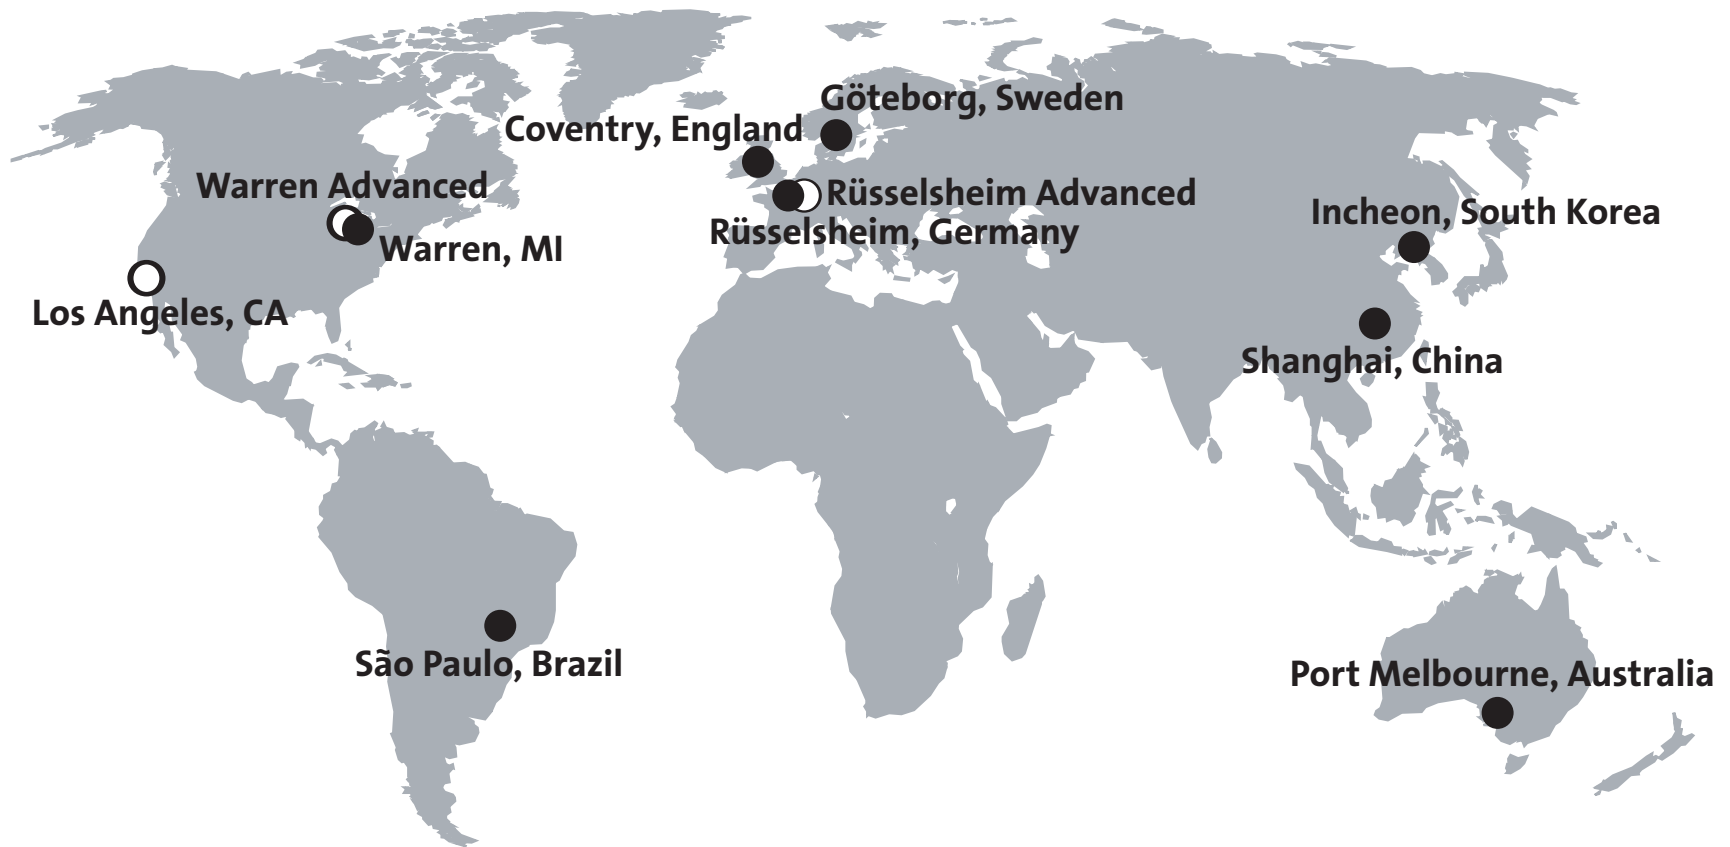 Göteborg, Sweden
Coventry, England
Warren Advanced
Rüsselsheim Advanced
Incheon, South Korea
Rüsselsheim, Germany
Warren, MI
Los Angeles, CA
Shanghai, China
São Paulo, Brazil
Port Melbourne, Australia